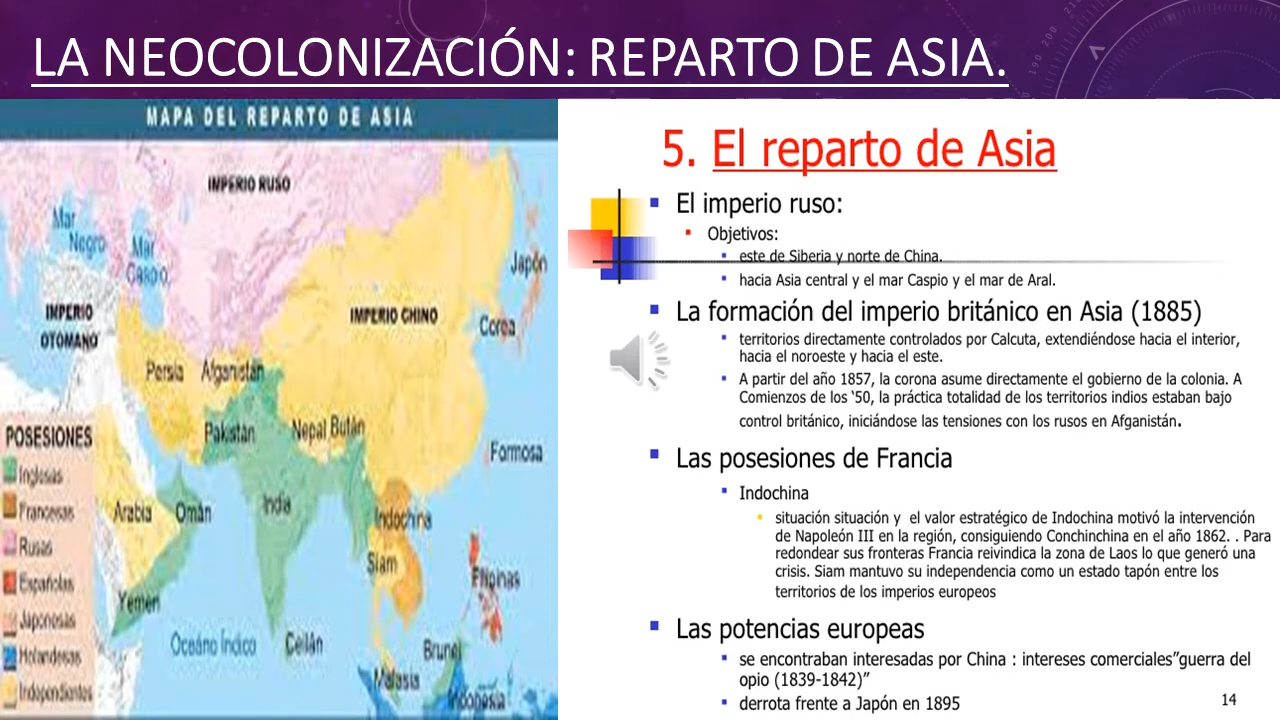 LA NEOCOLONIZACIÓN: REPARTO DE ASIA.
MAPA DEL REPARTO DE ASIA
IMPERIO RUSO
Mar
Negro
Mar
Caspio
Japón
IMPERIO
OTOMANO
IMPERIO CHINO
Corea
Persia
Afganistán
POSESIONES
Pakistán
Nepal
Bután
Formosa
Inglesas
Francesas
Arabia
Omán
India
Indochina
Rusas
Siam
Españolas
Filipinas
Yemen
Japonesas
Océano Índico
Ceilán
Holandesas
Brunei
Malasia
Independientes
Indonesia
5. El reparto de Asia
El imperio ruso:
Objetivos:
este de Siberia y norte de China.
hacia Asia central y el mar Caspio y el mar de Aral.
La formación del imperio británico en Asia (1885)
territorios directamente controlados por Calcuta, extendiéndose hacia el interior,
hacia el noroeste y hacia el este.
A partir del año 1857, la corona asume directamente el gobierno de la colonia. A
Comienzos de los ‘50, la práctica totalidad de los territorios indios estaban bajo
control británico, iniciándose las tensiones con los rusos en Afganistán.
Las posesiones de Francia
Indochina
situación situación y el valor estratégico de Indochina motivó la intervención
de Napoleón III en la región, consiguiendo Conchinchina en el año 1862. . Para
redondear sus fronteras Francia reivindica la zona de Laos lo que generó una
crisis. Siam mantuvo su independencia como un estado tapón entre los
territorios de los imperios europeos
Las potencias europeas
se encontraban interesadas por China : intereses comerciales”guerra del
opio (1839-1842)”
derrota frente a Japón en 1895
14